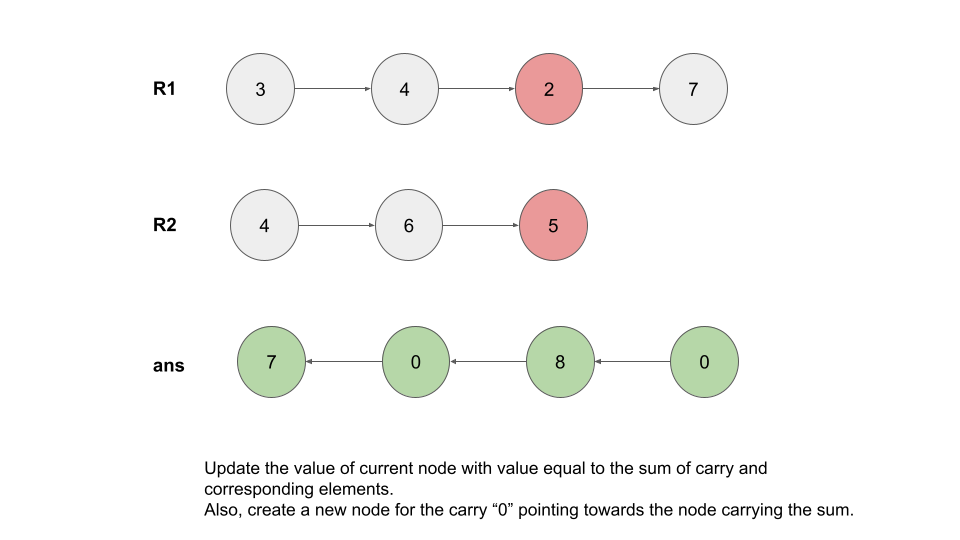 R1 3 4 2 7
R2 4 6 5
ans 7 0 8 0
Update the value of current node with value equal to the sum of carry and
corresponding elements.
Also, create a new node for the carry “0” pointing towards the node carrying the sum.